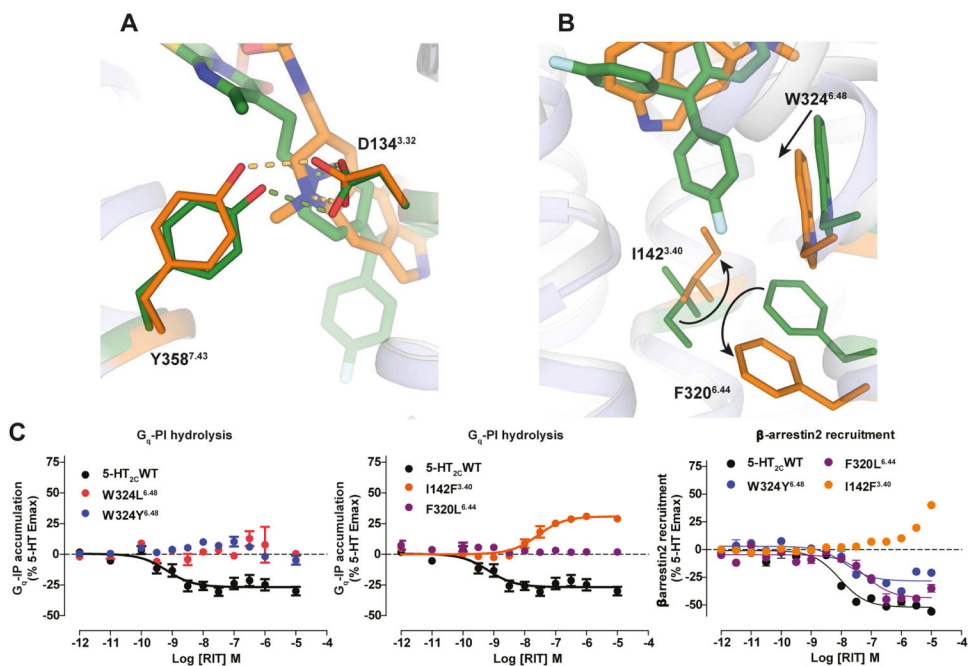 A
B
D134³·³²
Y358⁷·⁴³
W324⁶·⁴⁸
I142³·⁴⁰
F320⁶·⁴⁴
C
Gq-PI hydrolysis
Gq-IP accumulation
(% 5-HT Emax)
50
25
0
-25
-50
5-HT2CWT
W324L⁶·⁴⁸
W324Y⁶·⁴⁸
-12 -11 -10 -9 -8 -7 -6 -5 -4
Log [RIT] M
Gq-PI hydrolysis
Gq-IP accumulation
(% 5-HT Emax)
50
25
0
-25
-50
5-HT2CWT
I142F³·⁴⁰
F320L⁶·⁴⁴
-12 -11 -10 -9 -8 -7 -6 -5 -4
Log [RIT] M
β-arrestin2 recruitment
βarrestin2 recruitment
(% 5-HT Emax)
75
50
25
0
-25
-50
5-HT2CWT F320L⁶·⁴⁴
W324Y⁶·⁴⁸ I142F³·⁴⁰
-12 -11 -10 -9 -8 -7 -6 -5 -4
Log [RIT] M